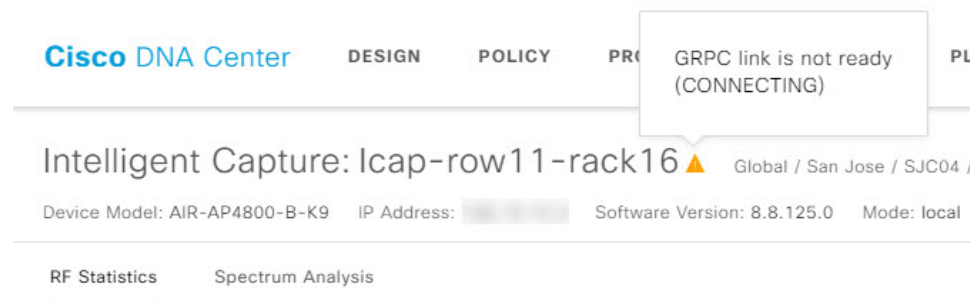 Cisco DNA Center DESIGN POLICY
GRPC link is not ready
(CONNECTING)
Intelligent Capture: Icap-row11-rack16 Global / San Jose / SJC04 /
Device Model: AIR-AP4800-B-K9 IP Address: Software Version: 8.8.125.0 Mode: local
RF Statistics Spectrum Analysis